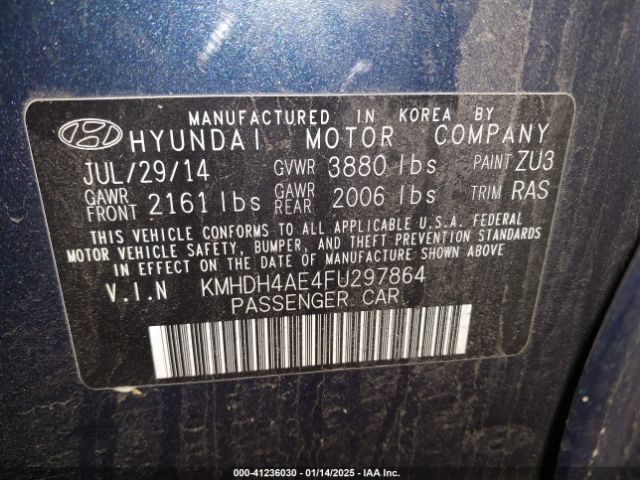 MANUFACTURED IN KOREA BY
HYUNDAI MOTOR COMPANY
JUL/29/14 GVWR 3880 lbs PAINT ZU3
GAWR FRONT 2161 lbs GAWR REAR 2006 lbs TRIM RAS
THIS VEHICLE CONFORMS TO ALL APPLICABLE U.S.A. FEDERAL
MOTOR VEHICLE SAFETY, BUMPER, AND THEFT PREVENTION STANDARDS
IN EFFECT ON THE DATE OF MANUFACTURE SHOWN ABOVE.
V.I.N KMHDH4AE4FU297864
PASSENGER CAR
000-41236030 - 01/14/2025 - IAA Inc.